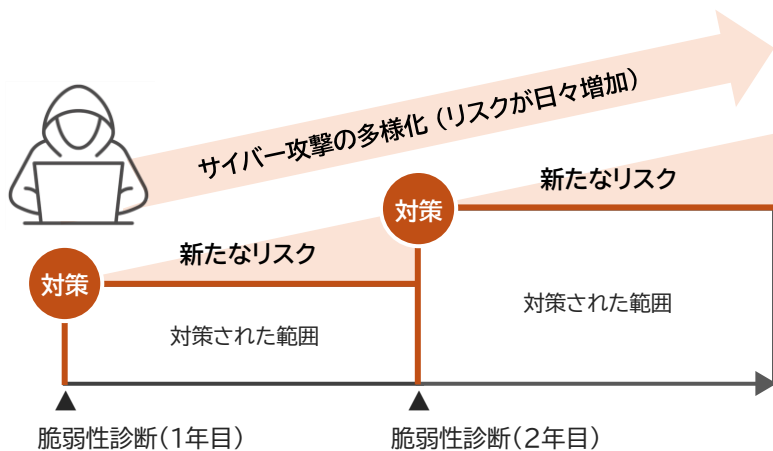 サイバー攻撃の多様化（リスクが日々増加）
対策
新たなリスク
対策
新たなリスク
対策された範囲
対策された範囲
脆弱性診断（1年目）
脆弱性診断（2年目）